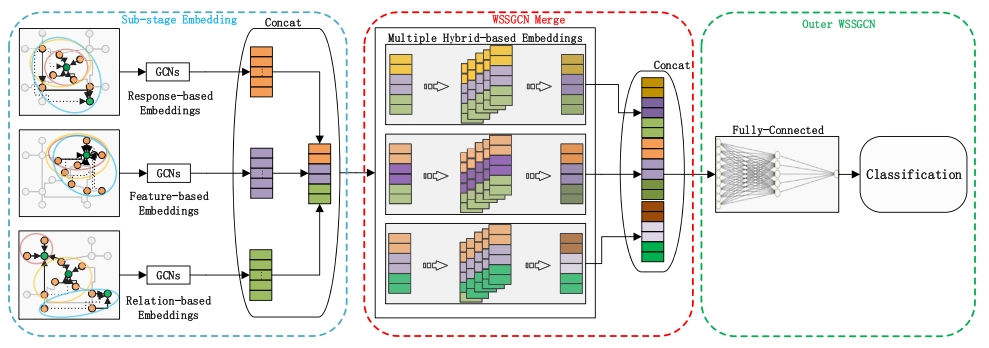 Sub-stage Embedding
Concat
GCNs
Response-based
Embeddings
GCNs
Feature-based
Embeddings
GCNs
Relation-based
Embeddings
WSSGCN Merge
Multiple Hybrid-based Embeddings
Concat
Outer WSSGCN
Fully-Connected
Classification